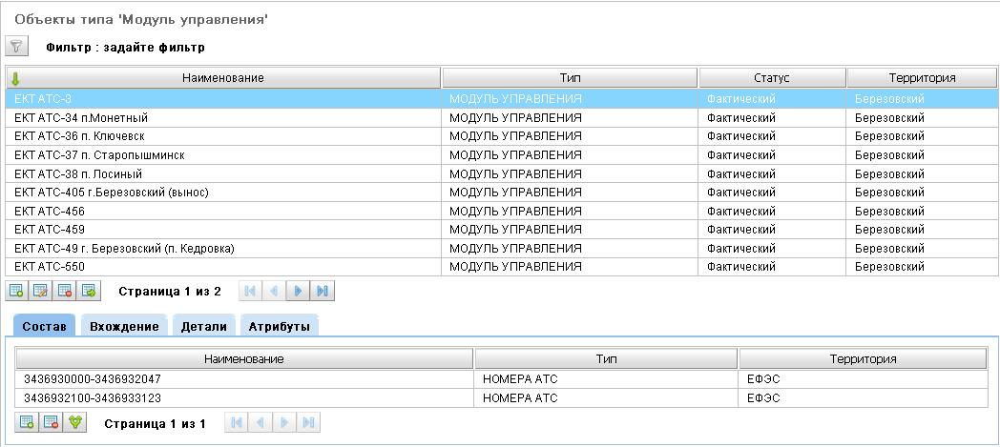 Объекты типа 'Модуль управления'
Фильтр : задайте фильтр
Наименование Тип Статус Территория
ЕКТ АТС-3 МОДУЛЬ УПРАВЛЕНИЯ Фактический Березовский
ЕКТ АТС-34 п.Монетный МОДУЛЬ УПРАВЛЕНИЯ Фактический Березовский
ЕКТ АТС-36 п. Ключевск МОДУЛЬ УПРАВЛЕНИЯ Фактический Березовский
ЕКТ АТС-37 п. Старопышминск МОДУЛЬ УПРАВЛЕНИЯ Фактический Березовский
ЕКТ АТС-38 п. Лосиный МОДУЛЬ УПРАВЛЕНИЯ Фактический Березовский
ЕКТ АТС-405 г.Березовский (вынос) МОДУЛЬ УПРАВЛЕНИЯ Фактический Березовский
ЕКТ АТС-456 МОДУЛЬ УПРАВЛЕНИЯ Фактический Березовский
ЕКТ АТС-459 МОДУЛЬ УПРАВЛЕНИЯ Фактический Березовский
ЕКТ АТС-49 г. Березовский (п. Кедровка) МОДУЛЬ УПРАВЛЕНИЯ Фактический Березовский
ЕКТ АТС-550 МОДУЛЬ УПРАВЛЕНИЯ Фактический Березовский
Страница 1 из 2
Состав Вхождение Детали Атрибуты
Наименование Тип Территория
3436930000-3436932047 НОМЕРА АТС ЕФЭС
3436932100-3436933123 НОМЕРА АТС ЕФЭС
Страница 1 из 1